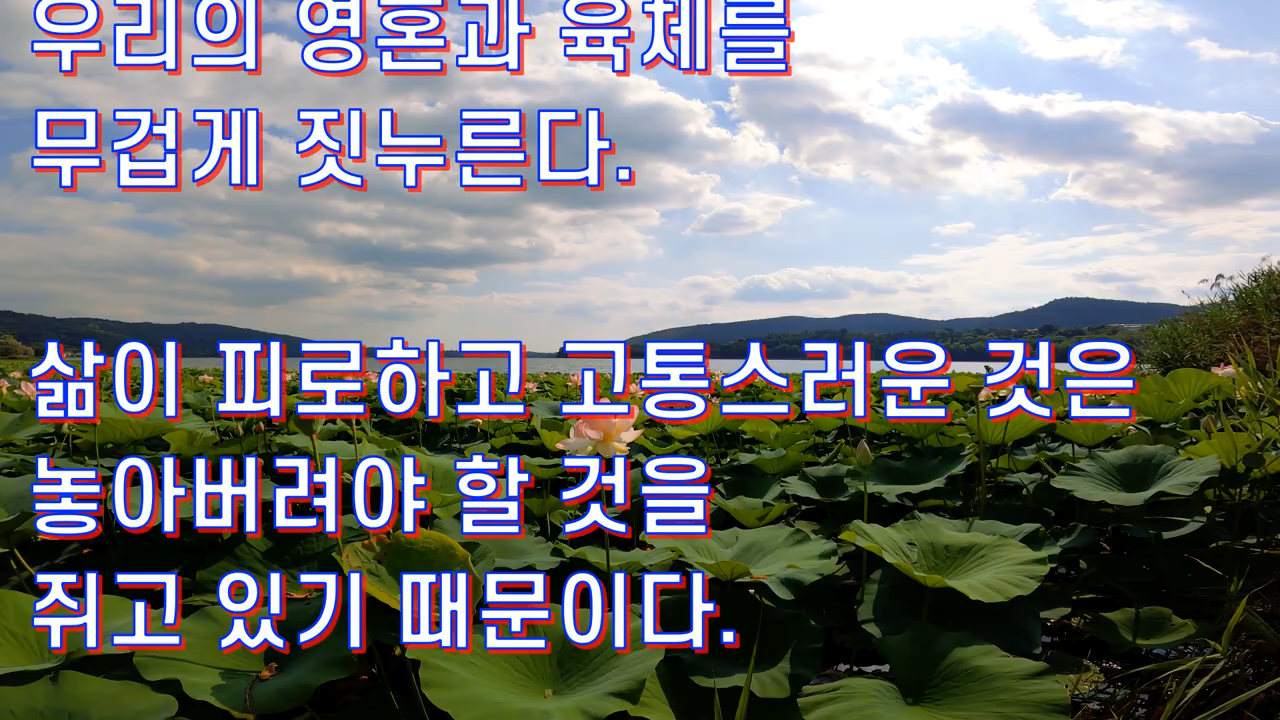 우리의 영혼과 육체를
무겁게 짓누른다.
삶이 피로하고 고통스러운 것은
놓아버려야 할 것을
쥐고 있기 때문이다.